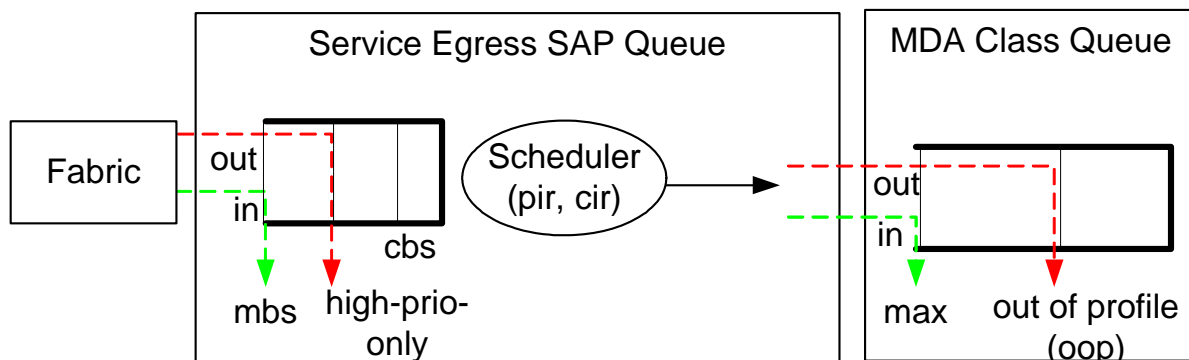 Service Egress SAP Queue
MDA Class Queue
Fabric
out
in
cbs
mbs
high-prio-
only
Scheduler
(pir, cir)
out
in
max
out of profile
(oop)